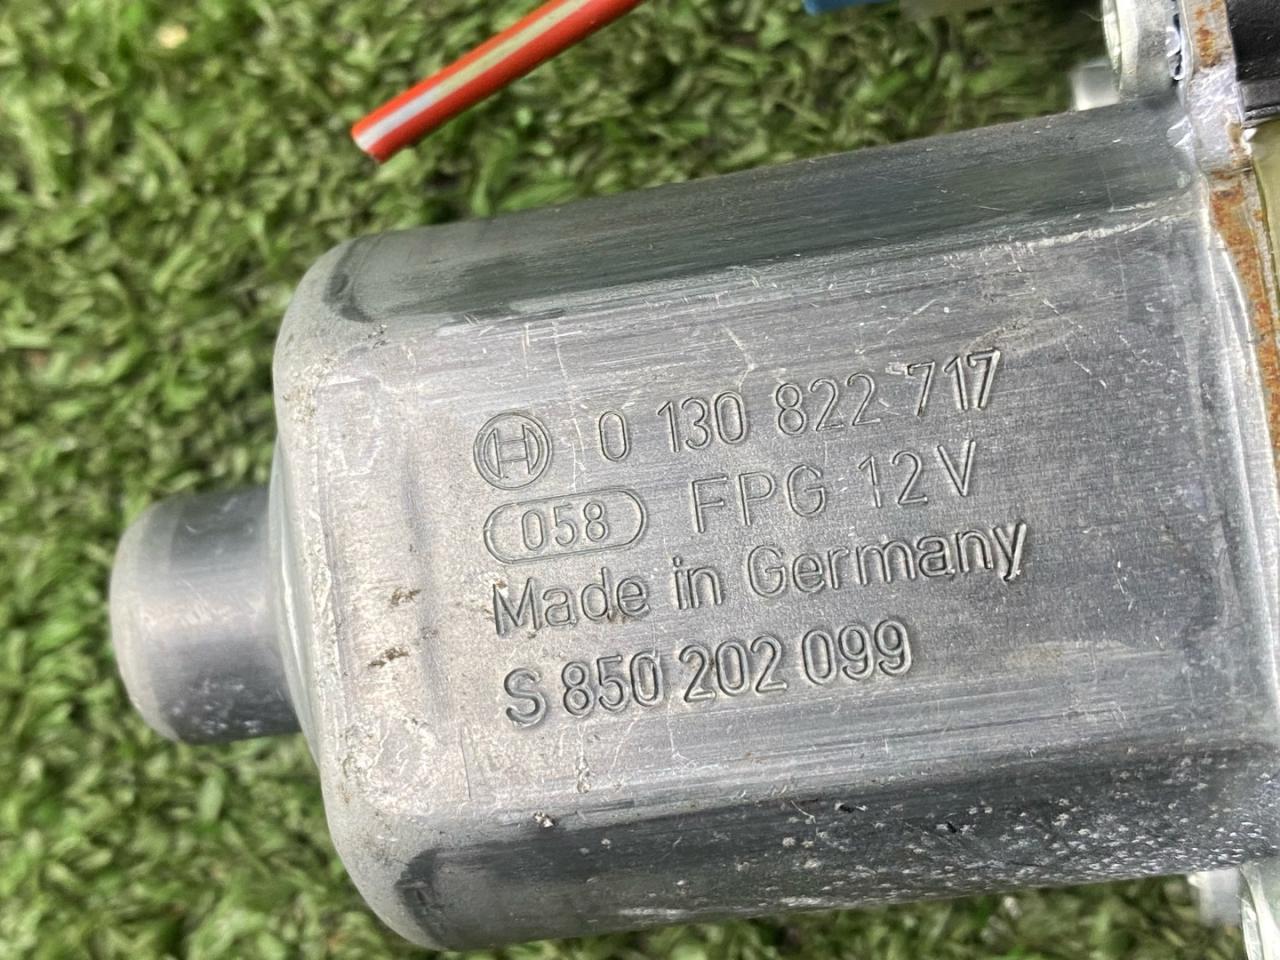 H 0 130 822 717
058 FPG 12V
Made in Germany
S 850 202 099